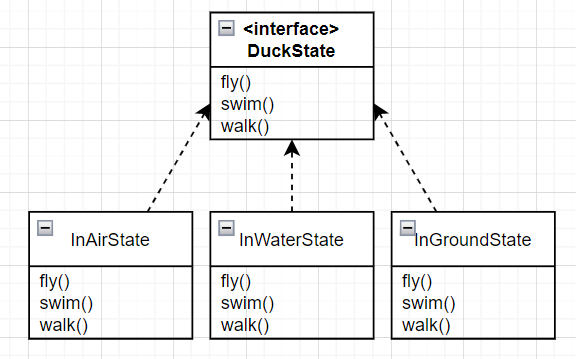 <interface>
DuckState
fly()
swim()
walk()
InAirState
fly()
swim()
walk()
InWaterState
fly()
swim()
walk()
InGroundState
fly()
swim()
walk()